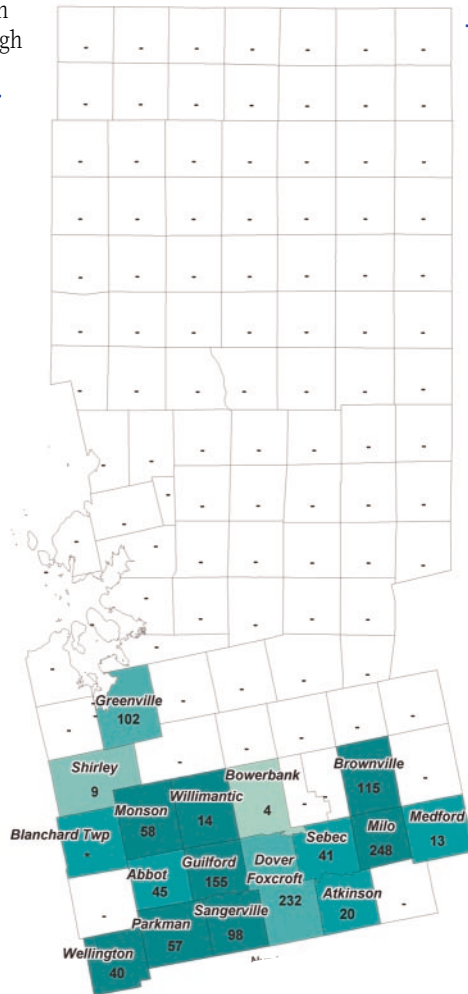 n
gh
Greenville
102
Shirley
9
Bowerbank
4
Brownville
115
Monson
58
Willimantic
14
Blanchard Twp
*
Sebec
41
Milo
248
Medford
13
Abbot
45
Guilford
155
Dover
Foxcroft
232
Atkinson
20
Parkman
57
Sangerville
98
Wellington
40